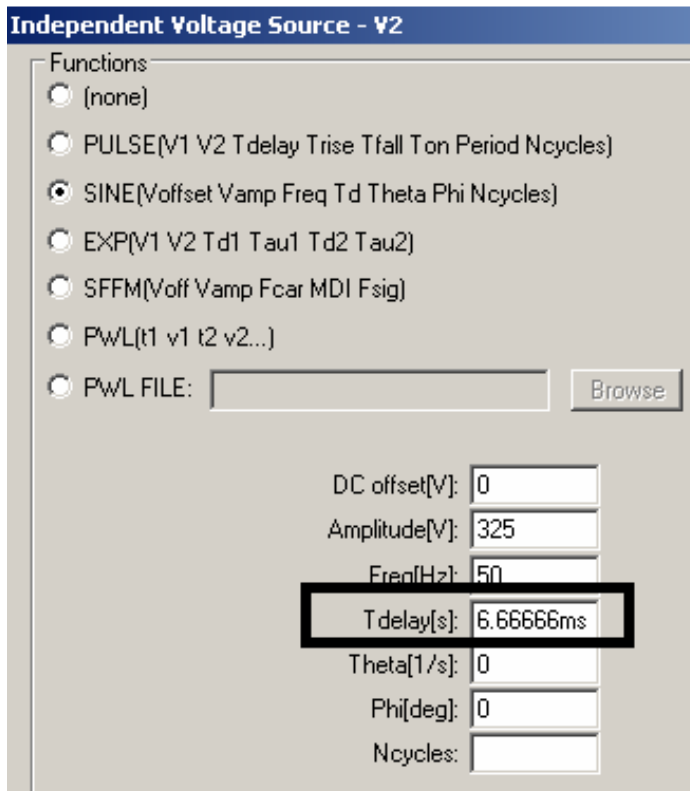 Independent Voltage Source - V2
Functions
(none)
PULSE(V1 V2 Tdelay Trise Tfall Ton Period Ncycles)
SINE(Voffset Vamp Freq Td Theta Phi Ncycles)
EXP(V1 V2 Td1 Tau1 Td2 Tau2)
SFFM(Voff Vamp Fcar MDI Fsig)
PWL(t1 v1 t2 v2...)
PWL FILE: Browse
DC offset[V]: 0
Amplitude[V]: 325
Freq[Hz]: 50
Tdelay[s]: 6.66666ms
Theta[1/s]: 0
Phi[deg]: 0
Ncycles: